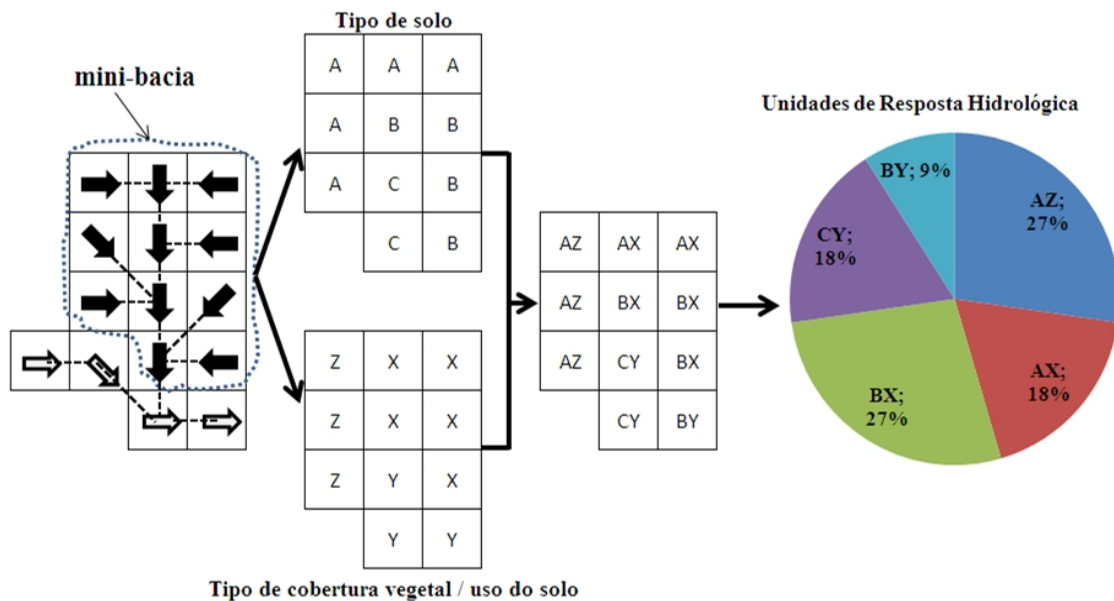 Tipo de solo
mini-bacia
A A A
A B B
A C B
C B
Z X X
Z X X
Z Y X
Y Y
Tipo de cobertura vegetal / uso do solo
AZ AX AX
AZ BX BX
AZ CY BX
CY BY
Unidades de Resposta Hidrológica
BY; 9%
AZ;
27%
CY;
18%
AX;
18%
BX;
27%